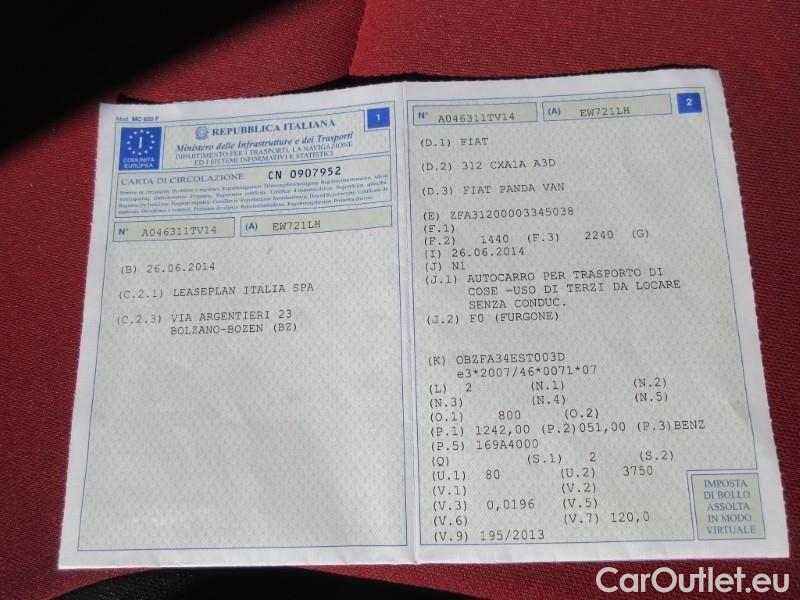 Mod. MC 820 F
1
I
COMUNITÀ
EUROPEA
REPUBBLICA ITALIANA
Ministero delle Infrastrutture e dei Trasporti
DIPARTIMENTO PER I TRASPORTI, LA NAVIGAZIONE
ED I SISTEMI INFORMATIVI E STATISTICI
CARTA DI CIRCOLAZIONE CN 0907952
N° A046311TV14 (A) EW721LH
(B) 26.06.2014
(C.2.1) LEASEPLAN ITALIA SPA
(C.2.3) VIA ARGENTIERI 23
BOLZANO-BOZEN (BZ)
N° A046311TV14 (A) EW721LH
2
(D.1) FIAT
(D.2) 312 CXA1A A3D
(D.3) FIAT PANDA VAN
(E) ZFA31200003345038
(F.1)
(F.2) 1440 (F.3) 2240 (G)
(I) 26.06.2014
(J) N1
(J.1) AUTOCARRO PER TRASPORTO DI
COSE -USO DI TERZI DA LOCARE
SENZA CONDUC.
(J.2) F0 (FURGONE)
(K) OBZFA34EST003D
e3*2007/46*0071*07
(L) 2 (N.1) (N.2)
(N.3) (N.4) (N.5)
(O.1) 800 (O.2)
(P.1) 1242,00 (P.2)051,00 (P.3)BENZ
(P.5) 169A4000
(Q) (S.1) 2 (S.2)
(U.1) 80 (U.2) 3750
(V.1) (V.2)
(V.3) 0,0196 (V.5)
(V.6) (V.7) 120,0
(V.9) 195/2013
IMPOSTA
DI BOLLO
ASSOLTA
IN MODO
VIRTUALE
CarOutlet.eu